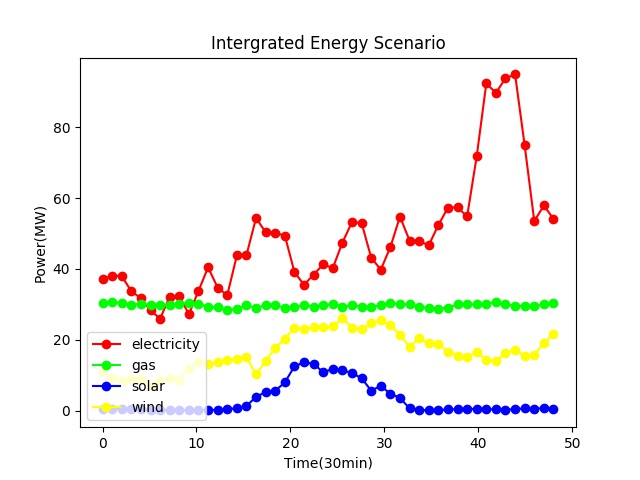 Intergrated Energy Scenario
Power(MW)
80
60
40
20
0
electricity
gas
solar
wind
0 10 20 30 40 50
Time(30min)